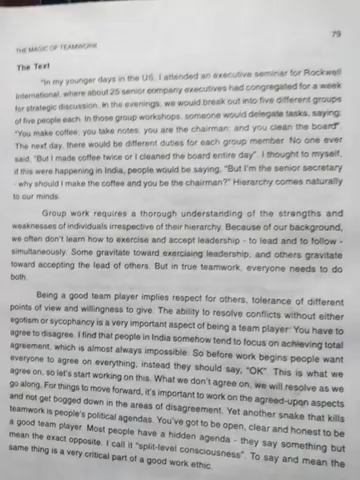 79
THE MAGIC OF TEAMWORK
The Text
"In my younger days in the US, I attended an executive seminar for Rockwell
International, where about 25 senior company executives had congregated for a week
for strategic discussion. In the evenings, we would break out into five different groups
of five people each. In those group workshops, someone would delegate tasks, saying:
"You make coffee; you take notes; you are the chairman; and you clean the board".
The next day, there would be different duties for each group member. No one ever
said, "But I made coffee twice or I cleaned the board entire day". I thought to myself,
if this were happening in India, people would be saying, "But I'm the senior secretary
- why should I make the coffee and you be the chairman?" Hierarchy comes naturally
to our minds.
Group work requires a thorough understanding of the strengths and
weaknesses of individuals irrespective of their hierarchy. Because of our background,
we often don't learn how to exercise and accept leadership - to lead and to follow -
simultaneously. Some gravitate toward exercising leadership, and others gravitate
toward accepting the lead of others. But in true teamwork, everyone needs to do
both.
Being a good team player implies respect for others, tolerance of different
points of view and willingness to give. The ability to resolve conflicts without either
egotism or sycophancy is a very important aspect of being a team player: You have to
agree to disagree. I find that people in India somehow tend to focus on achieving total
agreement, which is almost always impossible. So before work begins people want
everyone to agree on everything, instead they should say, "OK". This is what we
agree on, so let's start working on this. What we don't agree on, we will resolve as we
go along. For things to move forward, it's important to work on the agreed-upon aspects
and not get bogged down in the areas of disagreement. Yet another snake that kills
teamwork is people's political agendas. You've got to be open, clear and honest to be
a good team player. Most people have a hidden agenda - they say something but
mean the exact opposite. I call it "split-level consciousness". To say and mean the
same thing is a very critical part of a good work ethic.